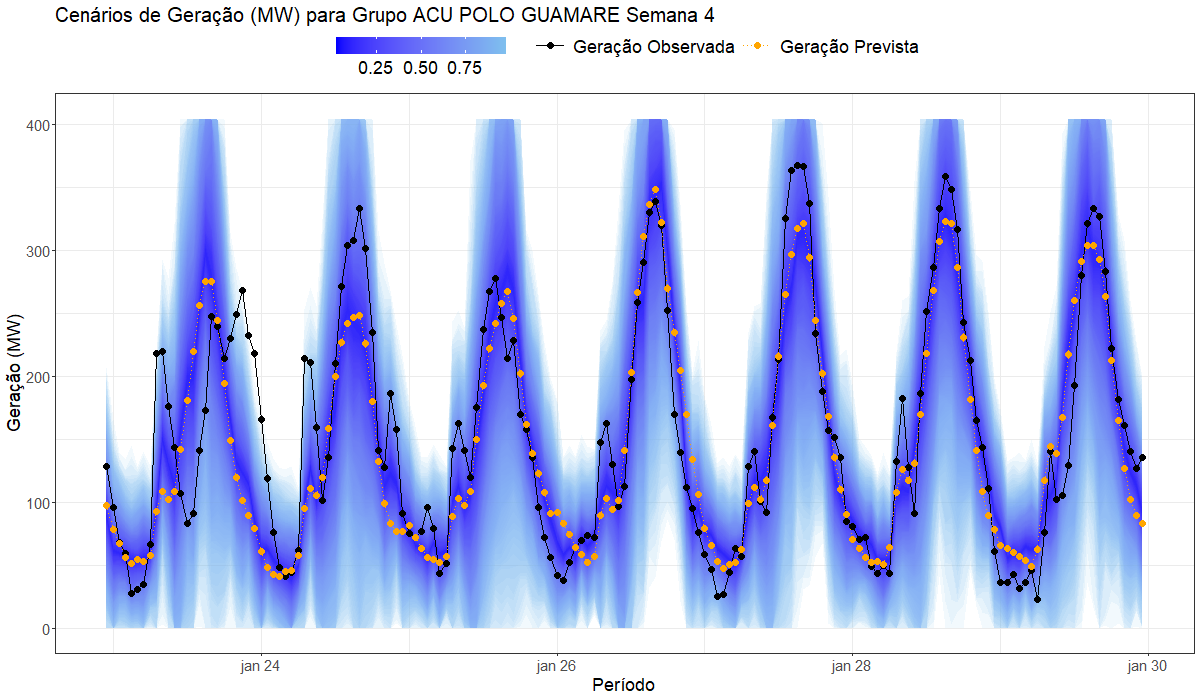 Cenários de Geração (MW) para Grupo ACU POLO GUAMARE Semana 4
0.25 0.50 0.75 Geração Observada Geração Prevista
Geração (MW)
400
300
200
100
0
jan 24 jan 26 jan 28 jan 30
Período